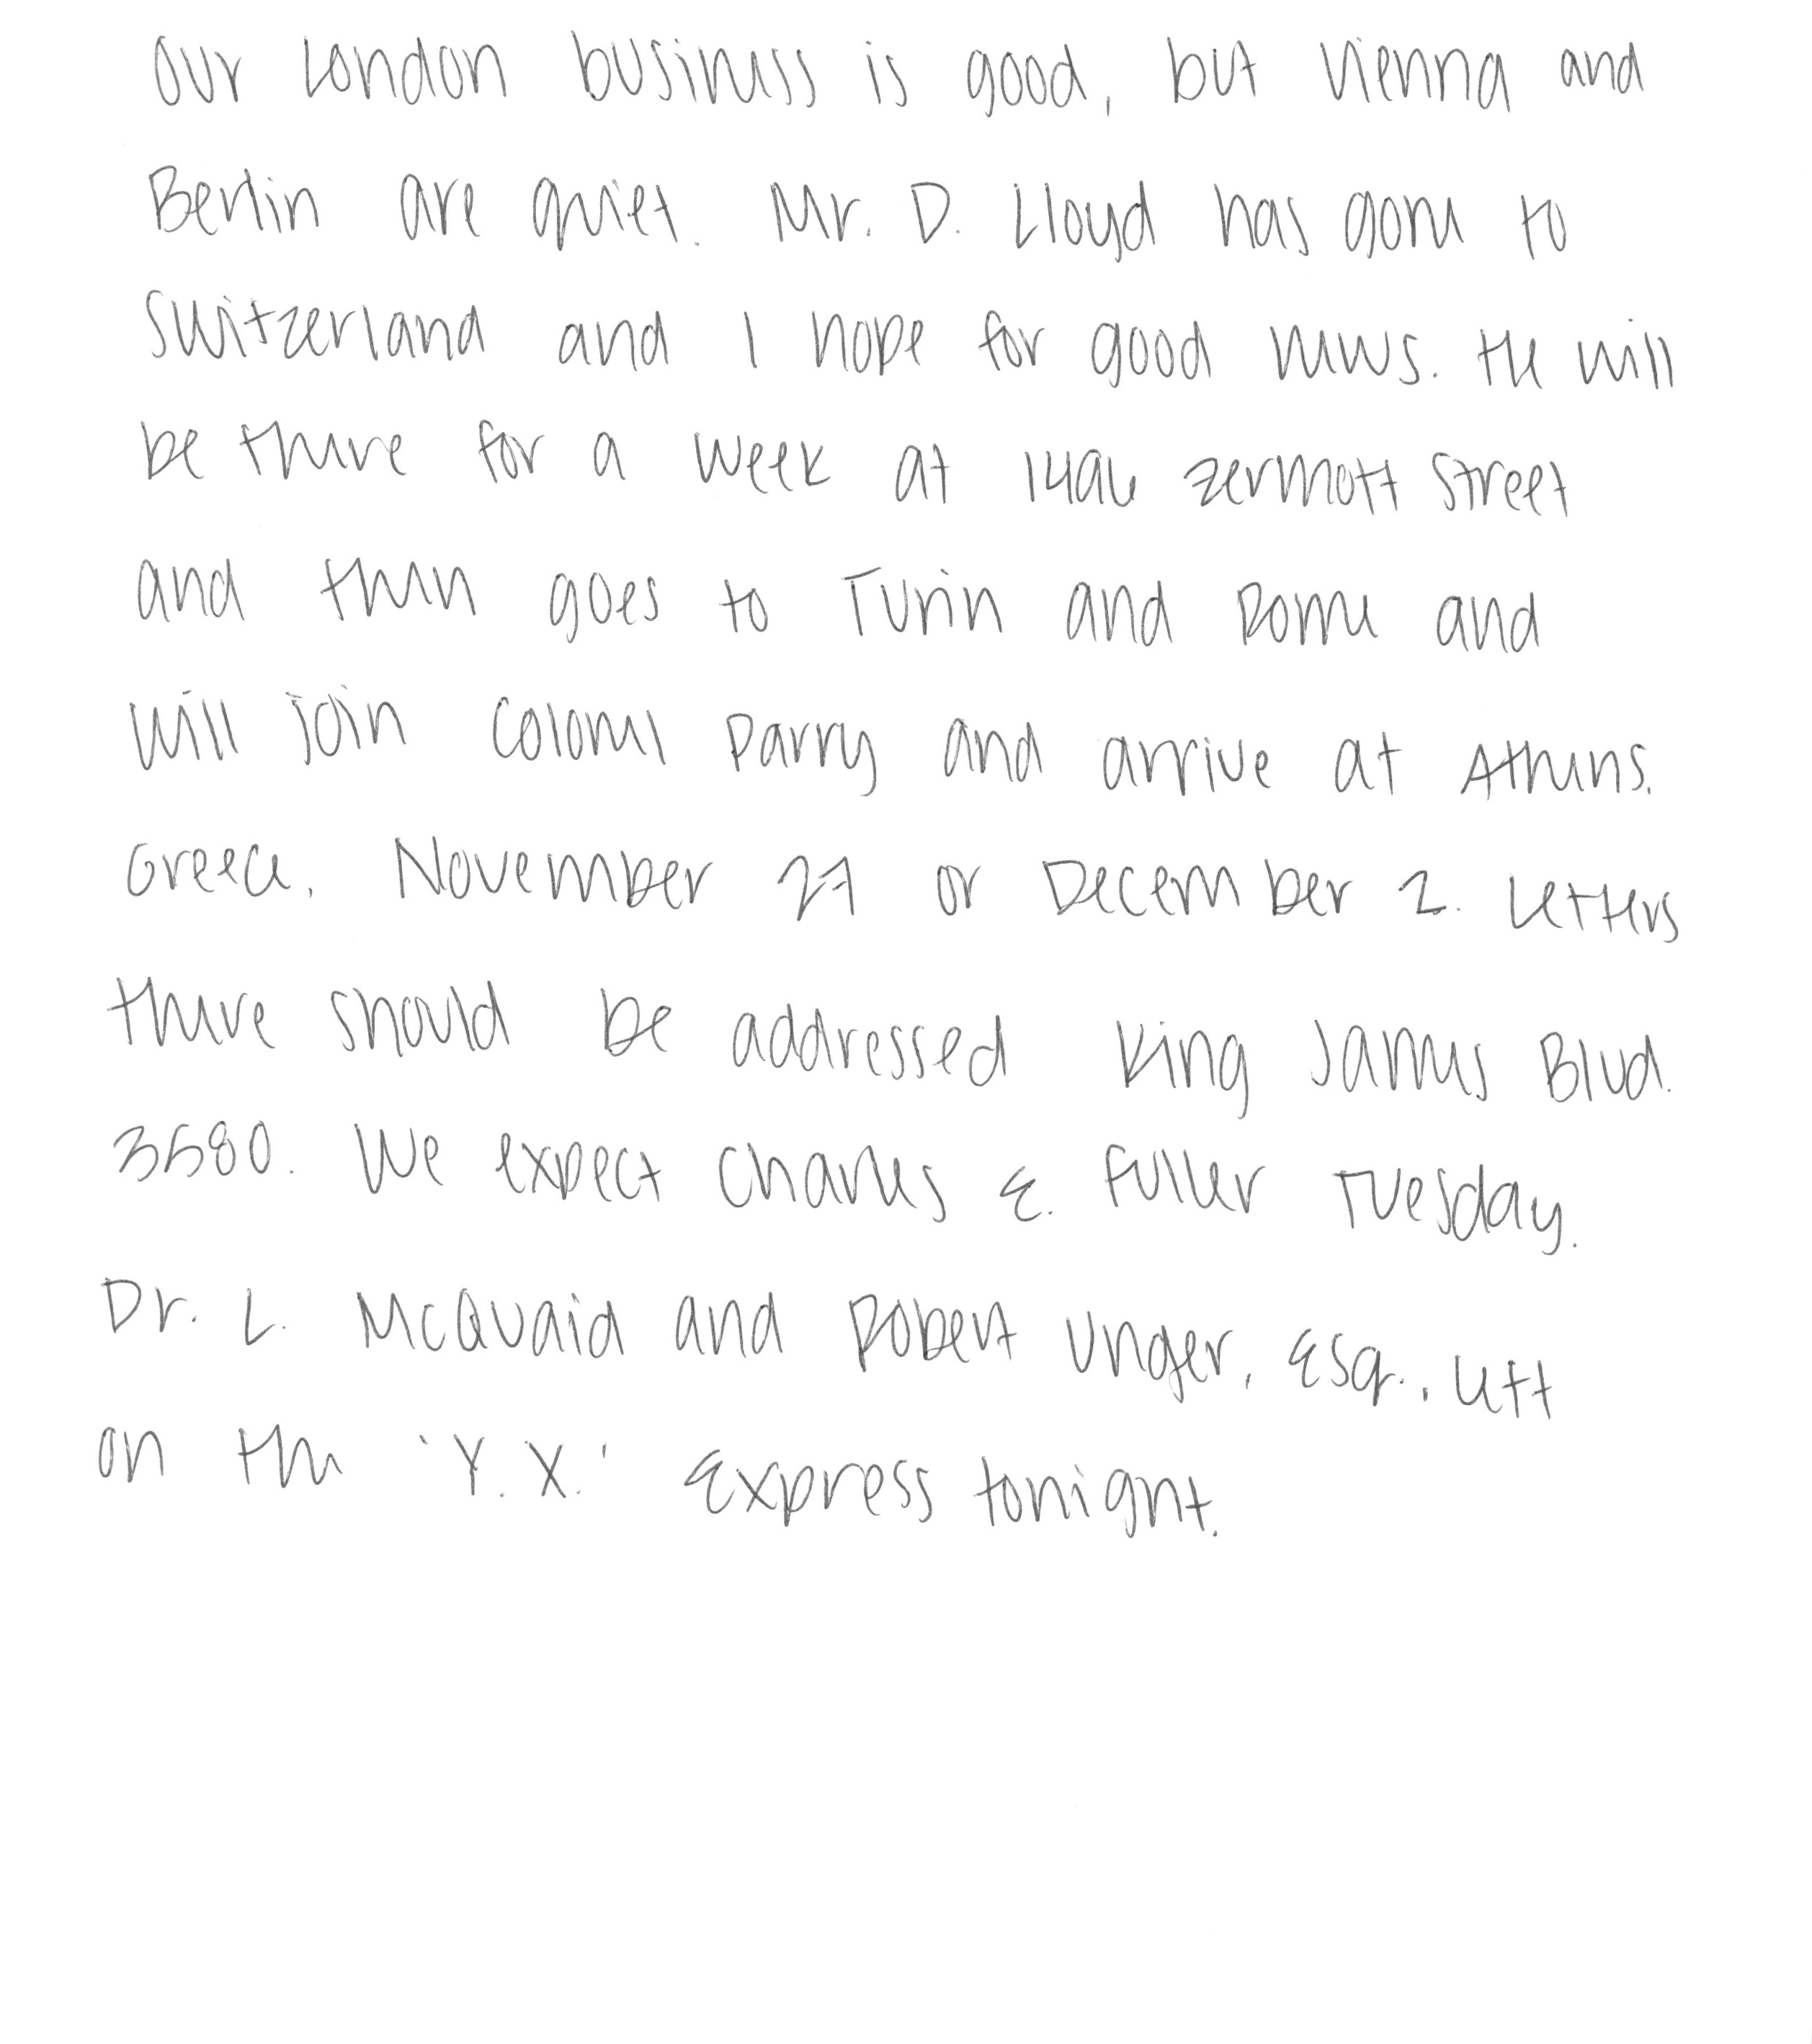 Our London business is good, but Vienna and
Berlin are quiet. Mr. D. Lloyd has gone to
Switzerland and I hope for good news. He will
be there for a week at 1496 Zermott Street
and then goes to Turin and Rome and
will join Colonel Parry and arrive at Athens,
Greece, November 27 or December 2. Letters
there should be addressed King James Blvd.
3580. We expect Charles E. Fuller Tuesday.
Dr. L. McQuaid and Robert Unger, Esq., left
on the 'Y.X.' Express tonight.